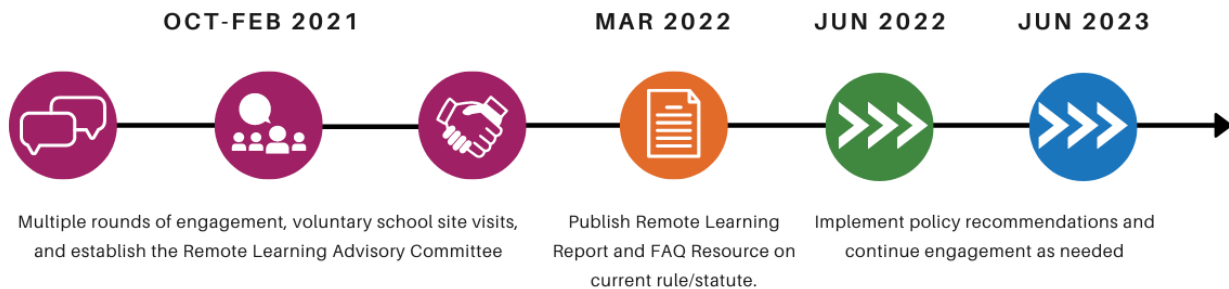 OCT-FEB 2021
MAR 2022
JUN 2022
JUN 2023
Multiple rounds of engagement, voluntary school site visits,
and establish the Remote Learning Advisory Committee
Publish Remote Learning
Report and FAQ Resource on
current rule/statute.
Implement policy recommendations and
continue engagement as needed